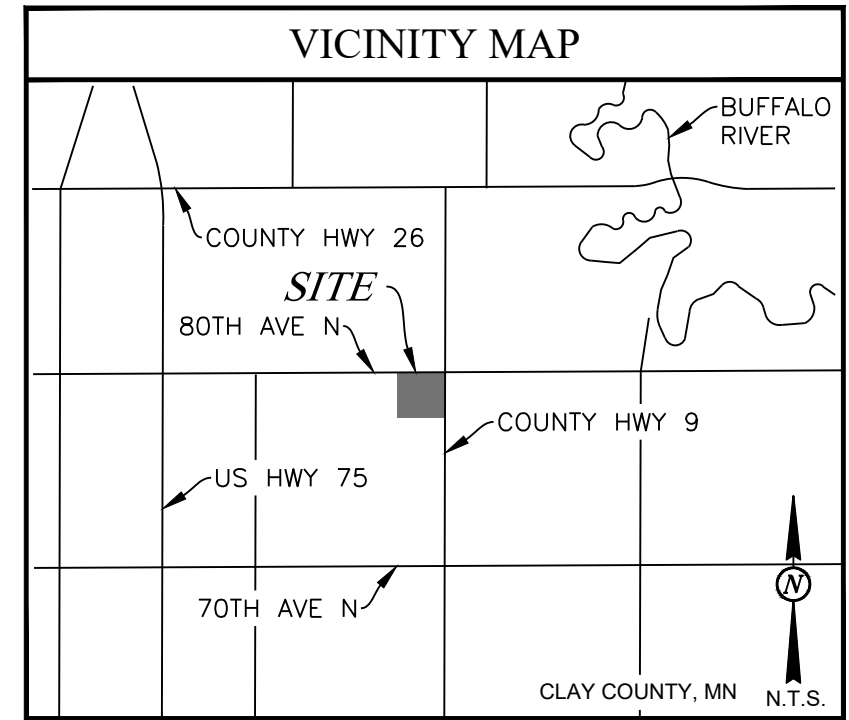 VICINITY MAP
BUFFALO
RIVER
COUNTY HWY 26
SITE
80TH AVE N
COUNTY HWY 9
US HWY 75
70TH AVE N
N
CLAY COUNTY, MN
N.T.S.